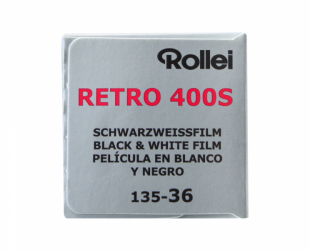 Rollei
RETRO 400S
SCHWARZWEISSFILM
BLACK & WHITE FILM
PELÍCULA EN BLANCO
Y NEGRO
135-36